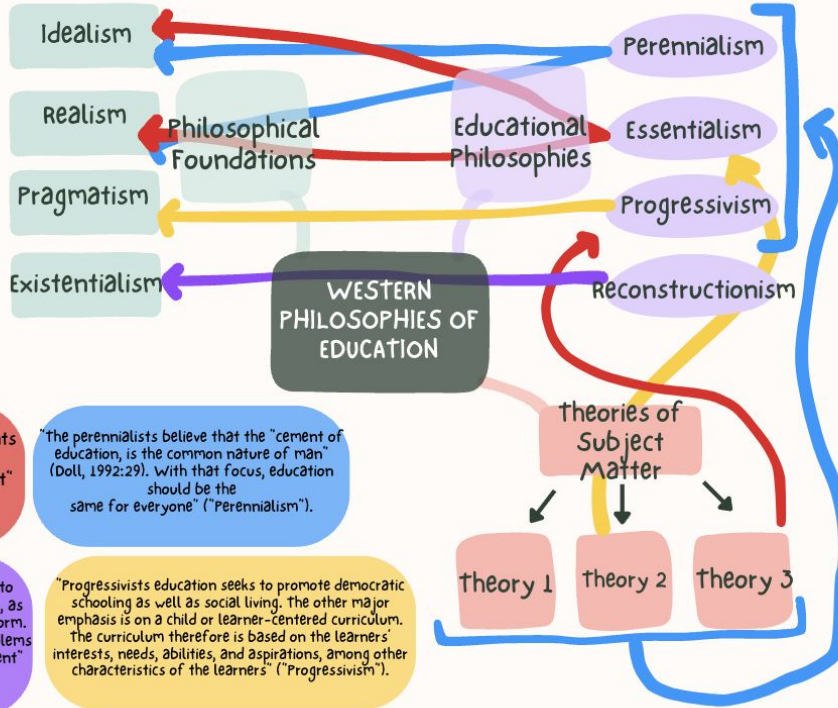 Idealism
Realism
Pragmatism
Existentialism
Philosophical
Foundations
Educational
Philosophies
Perennialism
Essentialism
Progressivism
Reconstructionism
WESTERN
PHILOSOPHIES OF
EDUCATION
Theories of
Subject
Matter
Theory 1
Theory 2
Theory 3
"The perennialists believe that the "cement of
education, is the common nature of man"
(Doll, 1992:29). With that focus, education
should be the
same for everyone" ("Perennialism").
"Progressivists education seeks to promote democratic
schooling as well as social living. The other major
emphasis is on a child or learner-centered curriculum.
The curriculum therefore is based on the learners'
interests, needs, abilities, and aspirations, among other
characteristics of the learners" ("Progressivism").
to
, as